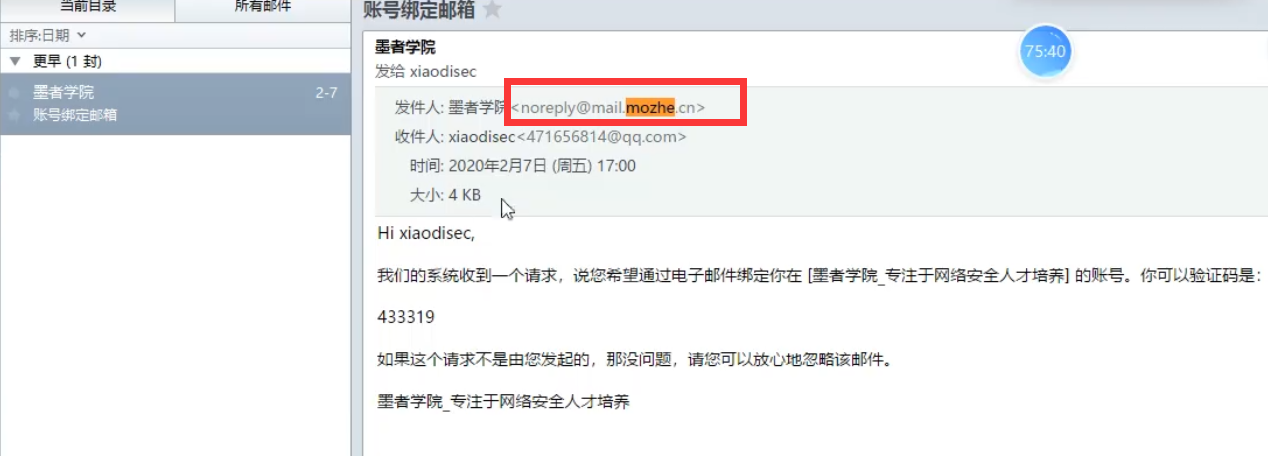 当前目录
所有邮件
排序:日期
更早 (1 封)
墨者学院
2-7
账号绑定邮箱
账号绑定邮箱
墨者学院
75:40
发给 xiaodisec
发件人: 墨者学院<noreply@mail.mozhe.cn>
收件人: xiaodisec<471656814@qq.com>
时间: 2020年2月7日 (周五) 17:00
大小: 4 KB
Hi xiaodisec,
我们的系统收到一个请求，说您希望通过电子邮件绑定你在 [墨者学院_专注于网络安全人才培养] 的账号。你可以验证码是：
433319
如果这个请求不是由您发起的，那没问题，请您可以放心地忽略该邮件。
墨者学院_专注于网络安全人才培养